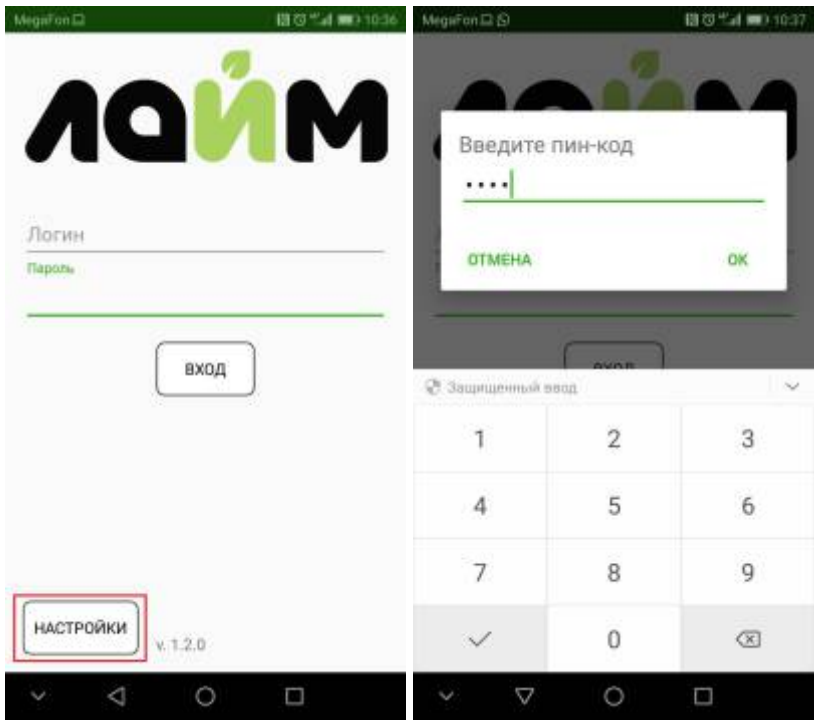 MegaFon 10:36
лайм
Логин
Пароль
ВХОД
НАСТРОЙКИ
v. 1.2.0
MegaFon 10:37
Введите пин-код
••••
ОТМЕНА
ОК
Защищенный ввод
1 2 3
4 5 6
7 8 9
0